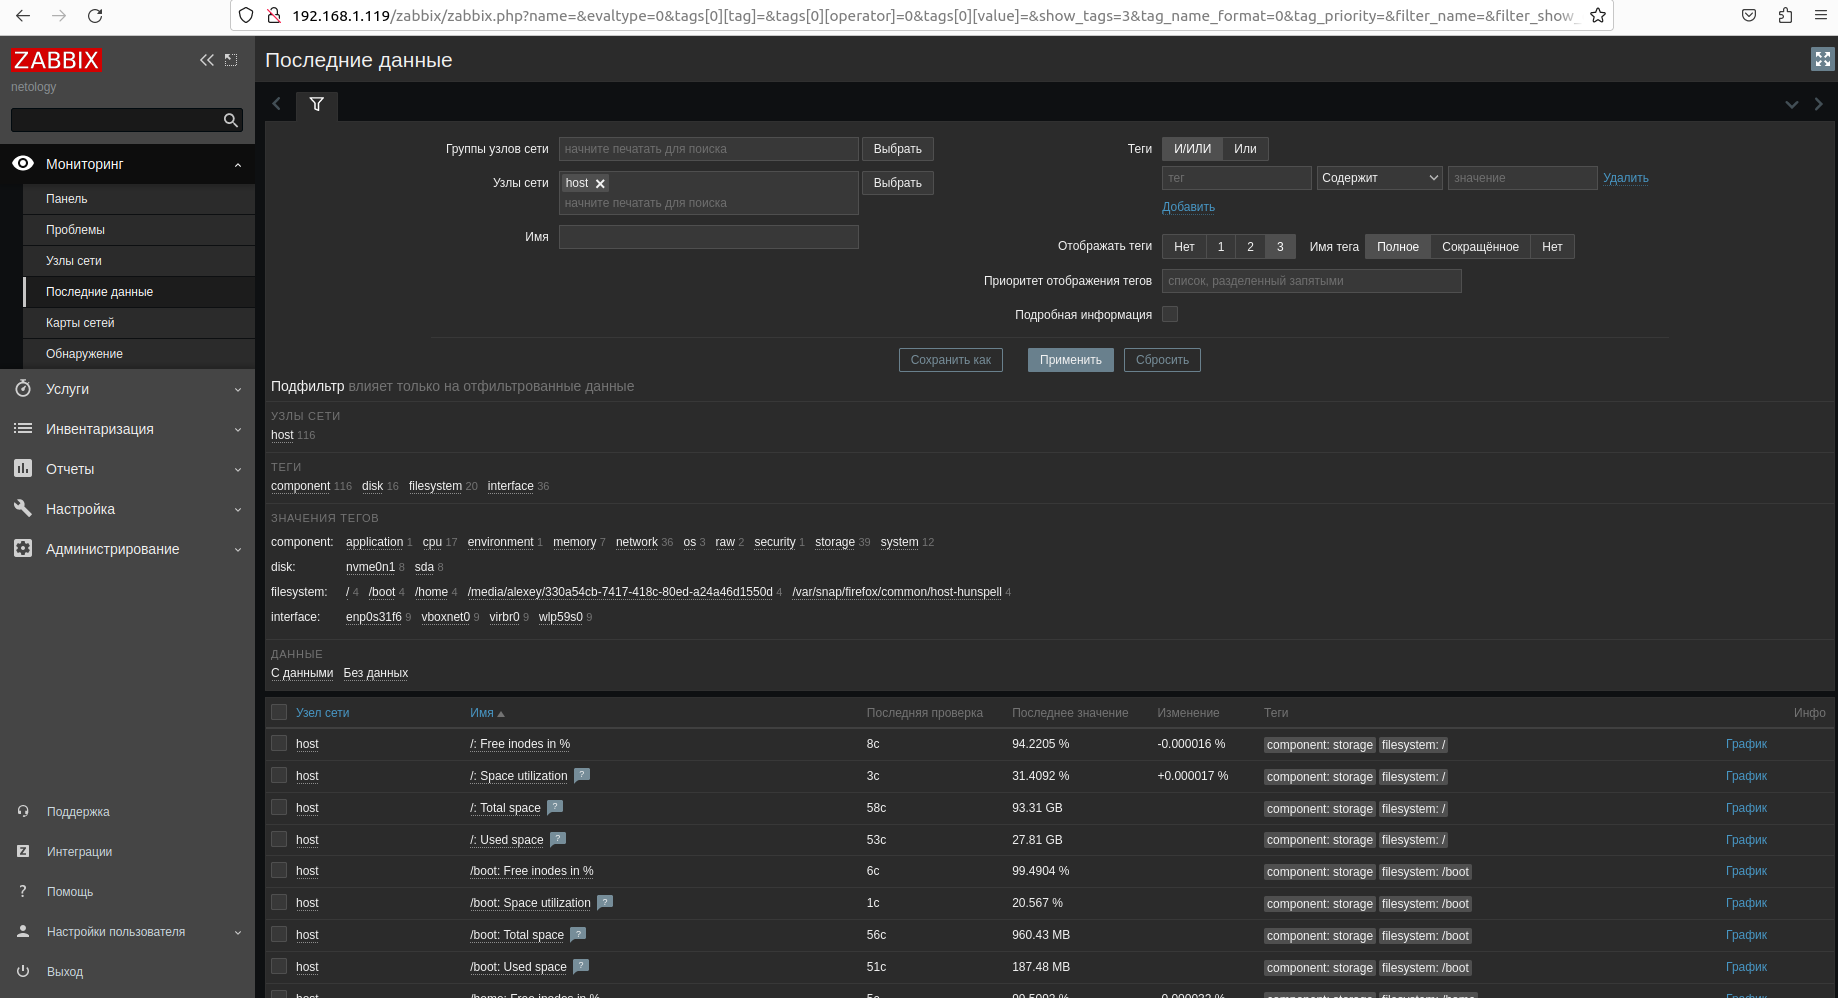 192.168.1.119/zabbix/zabbix.php?name=&evaltype=0&tags[0][tag]=&tags[0][operator]=0&tags[0][value]=&show_tags=3&tag_name_format=0&tag_priority=&filter_name=&filter_show_
ZABBIX
netology
Мониторинг
Панель
Проблемы
Узлы сети
Последние данные
Карты сетей
Обнаружение
Услуги
Инвентаризация
Отчеты
Настройка
Администрирование
Поддержка
Интеграции
Помощь
Настройки пользователя
Выход
Последние данные
Группы узлов сети начните печатать для поиска Выбрать
Узлы сети host начните печатать для поиска Выбрать
Имя
Теги И/ИЛИ Или
тег Содержит значение Удалить
Добавить
Отображать теги Нет 1 2 3 Имя тега Полное Сокращённое Нет
Приоритет отображения тегов список, разделенный запятыми
Подробная информация
Сохранить как Применить Сбросить
Подфильтр влияет только на отфильтрованные данные
УЗЛЫ СЕТИ
host 116
ТЕГИ
component 116 disk 16 filesystem 20 interface 36
ЗНАЧЕНИЯ ТЕГОВ
component: application 1 cpu 17 environment 1 memory 7 network 36 os 3 raw 2 security 1 storage 39 system 12
disk: nvme0n1 8 sda 8
filesystem: / 4 /boot 4 /home 4 /media/alexey/330a54cb-7417-418c-80ed-a24a46d1550d 4 /var/snap/firefox/common/host-hunspell 4
interface: enp0s31f6 9 vboxnet0 9 virbr0 9 wlp59s0 9
ДАННЫЕ
С данными Без данных
Узел сети Имя Последняя проверка Последнее значение Изменение Теги Инфо
host /: Free inodes in % 8с 94.2205 % -0.000016 % component: storage filesystem: / График
host /: Space utilization ? 3с 31.4092 % +0.000017 % component: storage filesystem: / График
host /: Total space ? 58с 93.31 GB component: storage filesystem: / График
host /: Used space ? 53с 27.81 GB component: storage filesystem: / График
host /boot: Free inodes in % 6с 99.4904 % component: storage filesystem: /boot График
host /boot: Space utilization ? 1с 20.567 % component: storage filesystem: /boot График
host /boot: Total space ? 56с 960.43 MB component: storage filesystem: /boot График
host /boot: Used space ? 51с 187.48 MB component: storage filesystem: /boot График
host /home: Free inodes in % component: storage filesystem: /home График